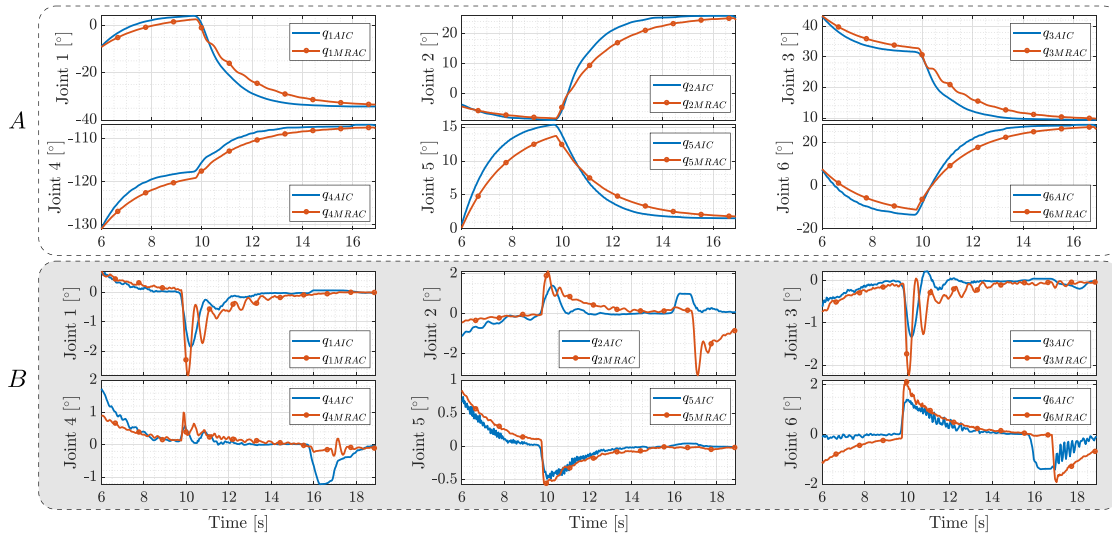 A
Joint 1 [°]
0
-20
-40
q1AIC
q1MRAC
Joint 2 [°]
20
0
q2AIC
q2MRAC
Joint 3 [°]
40
30
20
10
q3AIC
q3MRAC
Joint 4 [°]
-110
-120
-130
q4AIC
q4MRAC
6 8 10 12 14 16
Joint 5 [°]
15
10
5
0
q5AIC
q5MRAC
6 8 10 12 14 16
Joint 6 [°]
20
0
-20
q6AIC
q6MRAC
6 8 10 12 14 16
B
Joint 1 [°]
0
-1
-2
q1AIC
q1MRAC
Joint 2 [°]
2
0
-2
q2AIC
q2MRAC
Joint 3 [°]
0
-1
-2
q3AIC
q3MRAC
Joint 4 [°]
2
1
0
1
q4AIC
q4MRAC
6 8 10 12 14 16 18
Time [s]
Joint 5 [°]
1
0.5
0
-0.5
q5AIC
q5MRAC
6 8 10 12 14 16 18
Time [s]
Joint 6 [°]
2
0
-2
q6AIC
q6MRAC
6 8 10 12 14 16 18
Time [s]